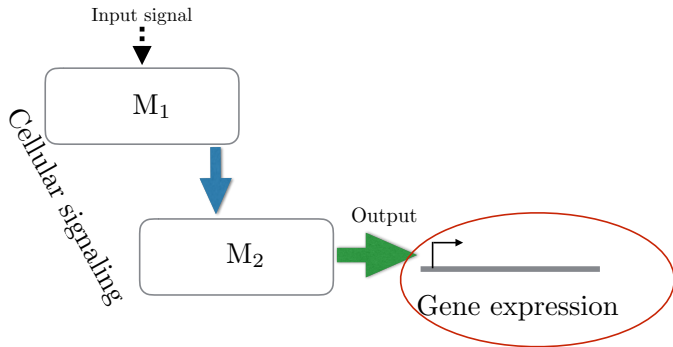 Input signal
M₁
Cellular signaling
M₂
Output
Gene expression